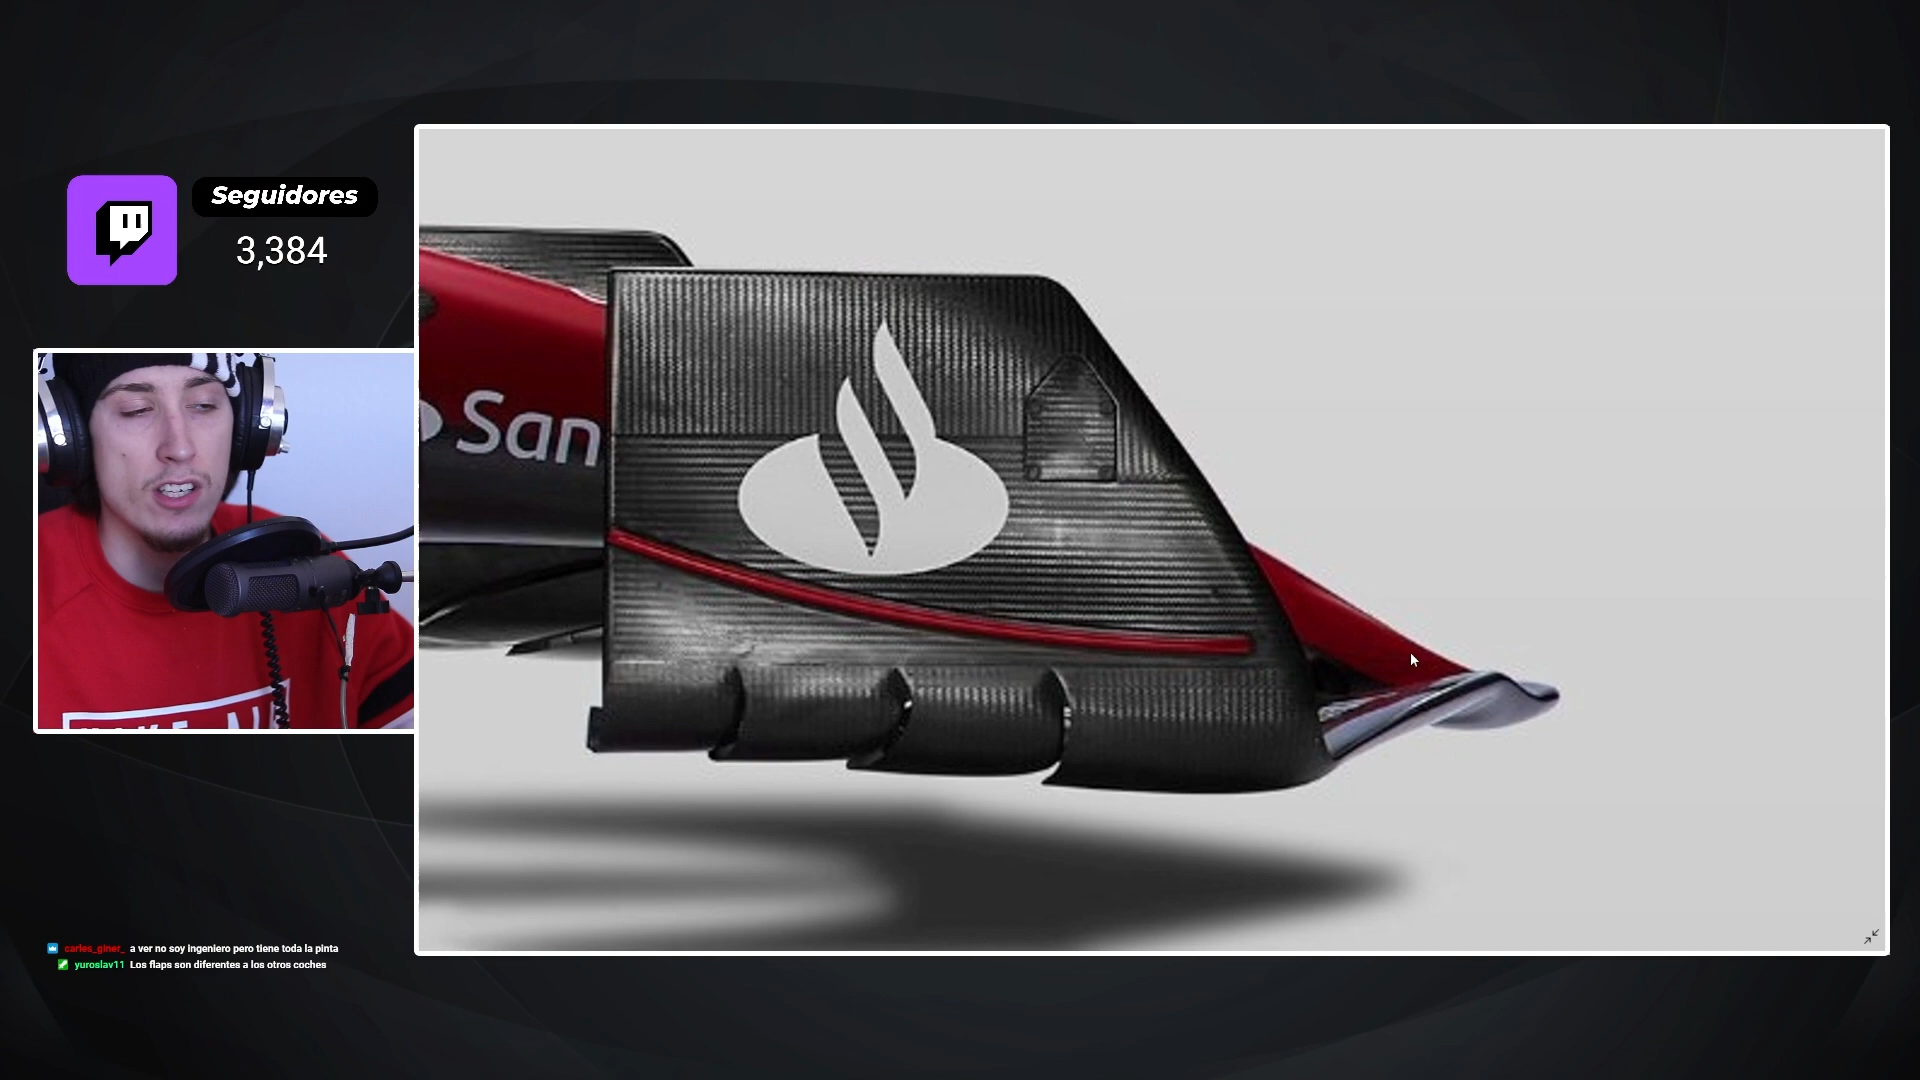 Seguidores
3,384
San
carles_giner_ a ver no soy ingeniero pero tiene toda la pinta
yuroslav11 Los flaps son diferentes a los otros coches